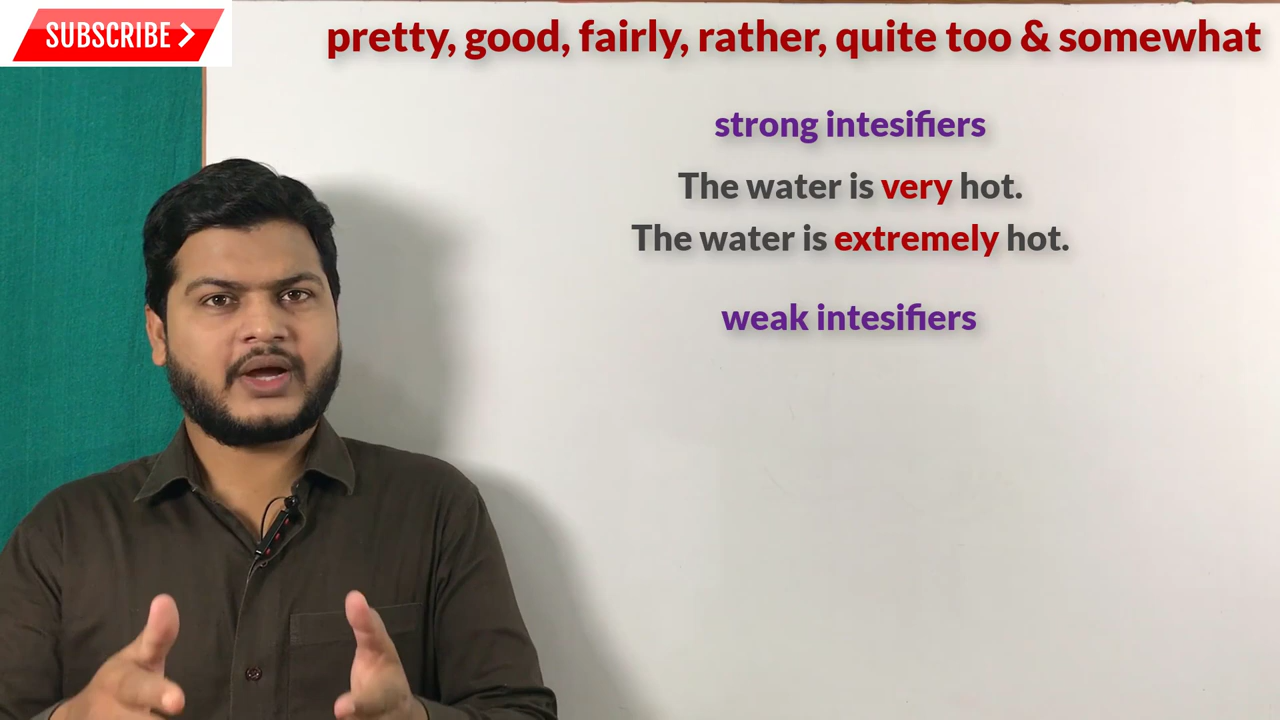 SUBSCRIBE
pretty, good, fairly, rather, quite too & somewhat
strong intesifiers
The water is very hot.
The water is extremely hot.
weak intesifiers